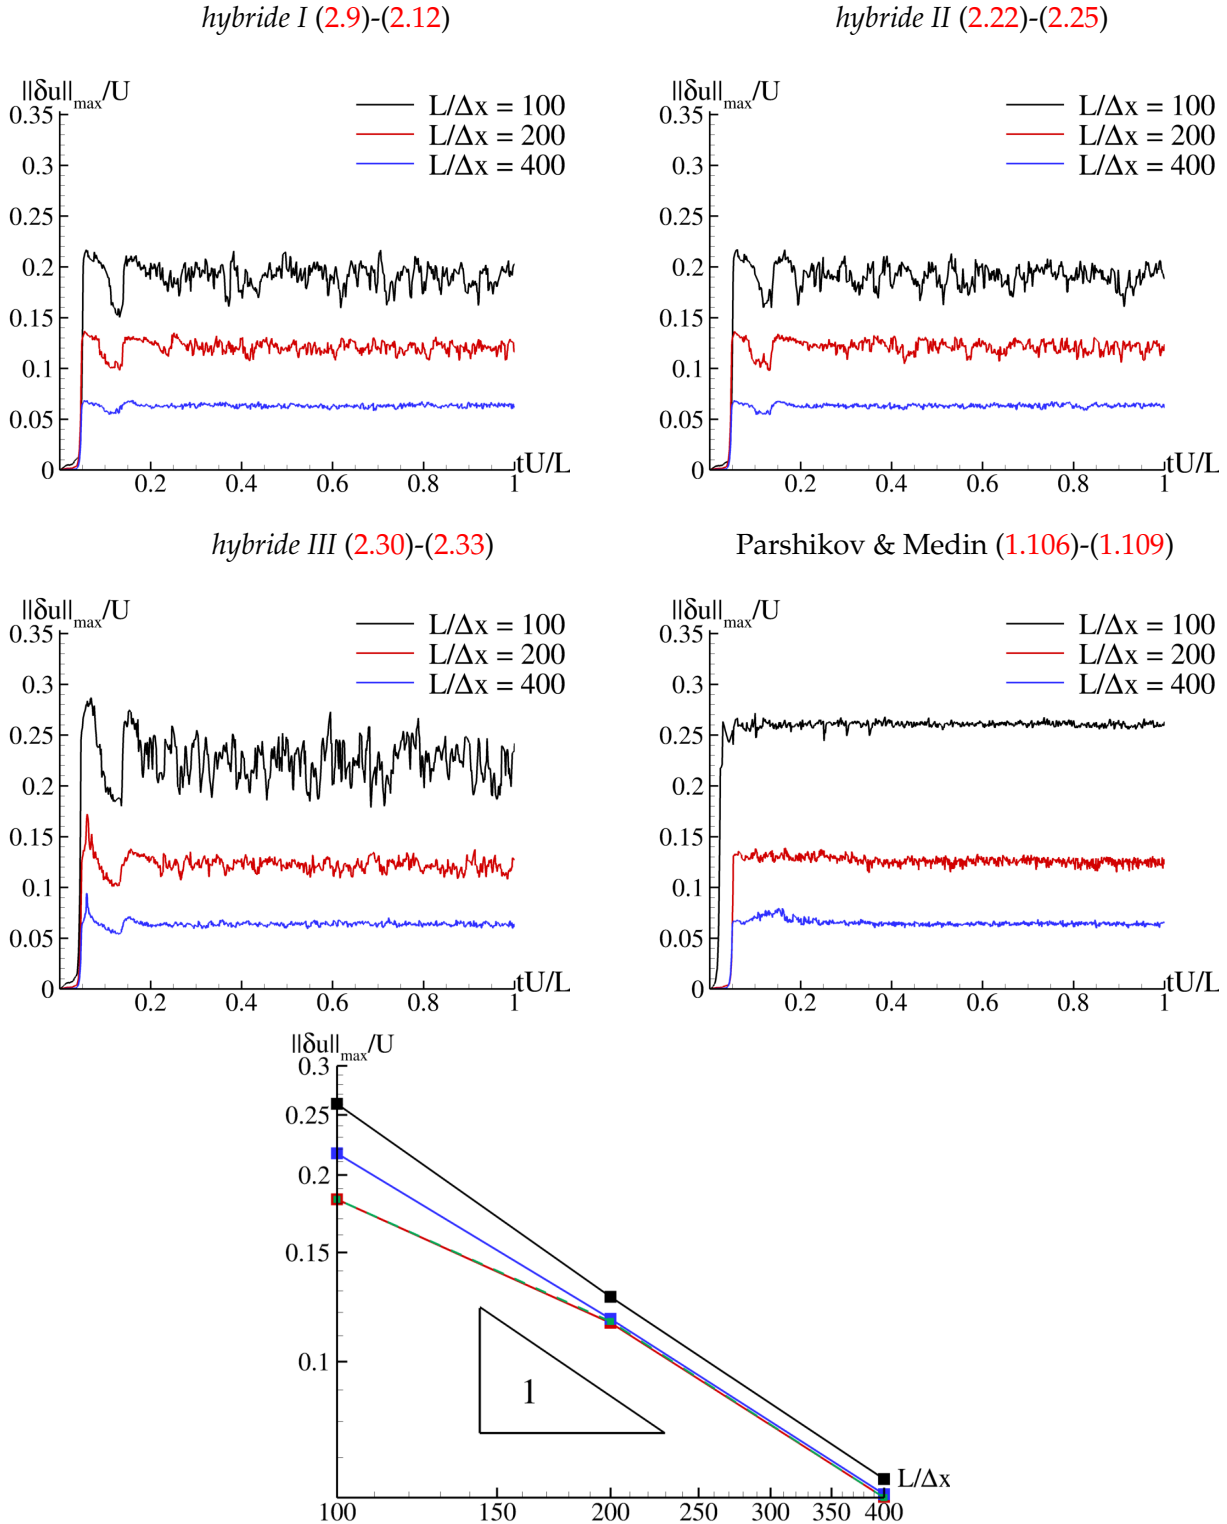 hybride I (2.9)-(2.12)
||δu||max/U
L/Δx = 100
L/Δx = 200
L/Δx = 400
0.35
0.3
0.25
0.2
0.15
0.1
0.05
0
0.2 0.4 0.6 0.8 1
tU/L
hybride II (2.22)-(2.25)
||δu||max/U
L/Δx = 100
L/Δx = 200
L/Δx = 400
0.35
0.3
0.25
0.2
0.15
0.1
0.05
0
0.2 0.4 0.6 0.8 1
tU/L
hybride III (2.30)-(2.33)
||δu||max/U
L/Δx = 100
L/Δx = 200
L/Δx = 400
0.35
0.3
0.25
0.2
0.15
0.1
0.05
0
0.2 0.4 0.6 0.8 1
tU/L
Parshikov & Medin (1.106)-(1.109)
||δu||max/U
L/Δx = 100
L/Δx = 200
L/Δx = 400
0.35
0.3
0.25
0.2
0.15
0.1
0.05
0
0.2 0.4 0.6 0.8 1
tU/L
||δu||max/U
0.3
0.25
0.2
0.15
0.1
1
L/Δx
100 150 200 250 300 350 400